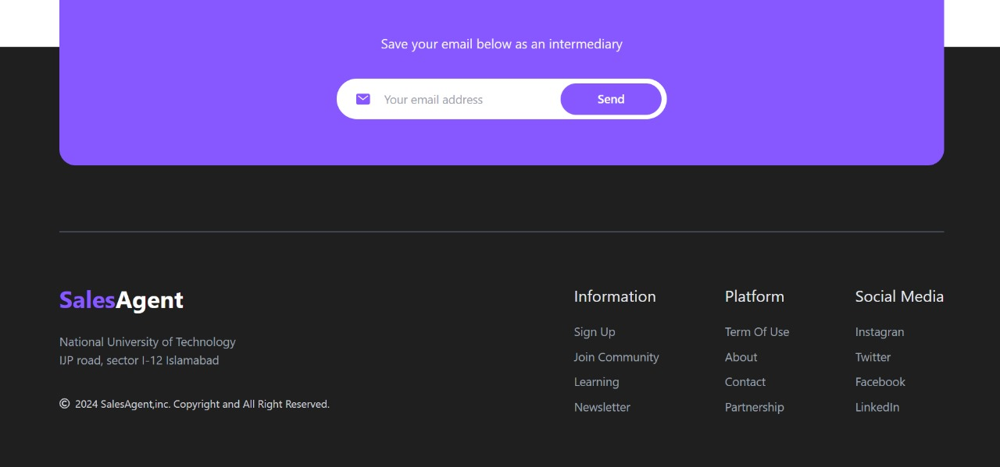 Save your email below as an intermediary
Your email address
Send
SalesAgent
National University of Technology
IJP road, sector I-12 Islamabad
© 2024 SalesAgent,inc. Copyright and All Right Reserved.
Information
Sign Up
Join Community
Learning
Newsletter
Platform
Term Of Use
About
Contact
Partnership
Social Media
Instagran
Twitter
Facebook
LinkedIn